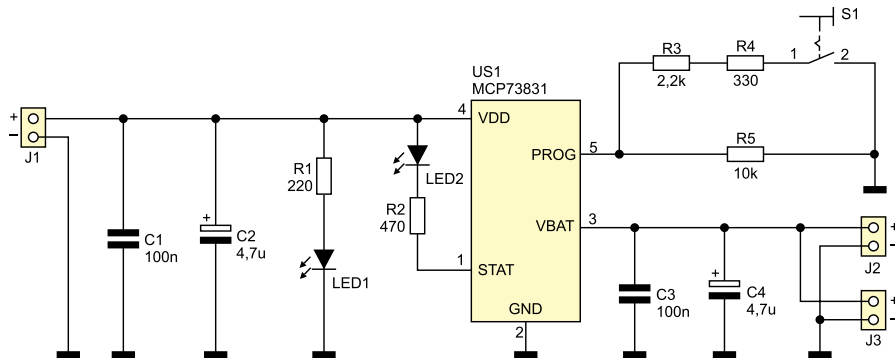 S1
R3
R4
1
2
2,2k
330
US1
MCP73831
+
−
J1
4
VDD
R1
220
LED2
R2
470
PROG
5
R5
10k
VBAT
3
+
−
J2
C1
100n
+
C2
4,7u
LED1
1
STAT
C3
100n
+
C4
4,7u
GND
2
+
−
J3